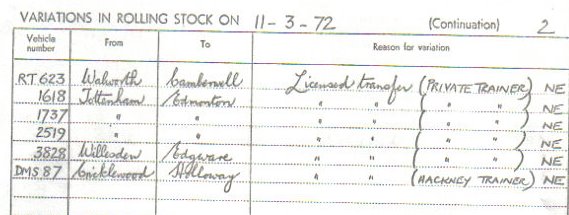 VARIATIONS IN ROLLING STOCK ON 11-3-72 (Continuation) 2
Vehicle number From To Reason for variation
RT 623 Walworth Camberwell Licensed transfer (PRIVATE TRAINER) NE
1618 Tottenham Edmonton " " ( " " ) NE
1737 " " " " ( " " ) NE
2519 " " " " ( " " ) NE
3828 Willesden Edgware " " ( " " ) NE
DMS 87 Cricklewood Holloway " " (HACKNEY TRAINER) NE